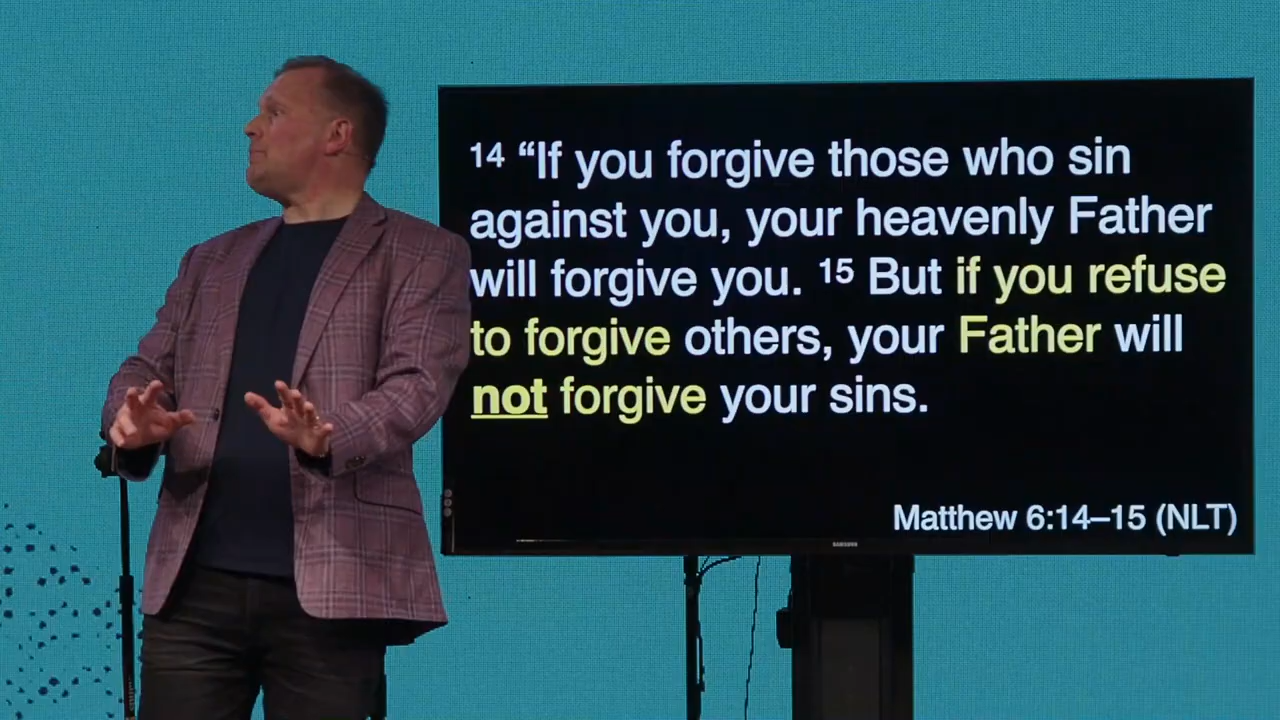 14 “If you forgive those who sin
against you, your heavenly Father
will forgive you. 15 But if you refuse
to forgive others, your Father will
not forgive your sins.
Matthew 6:14–15 (NLT)
SAMSUNG